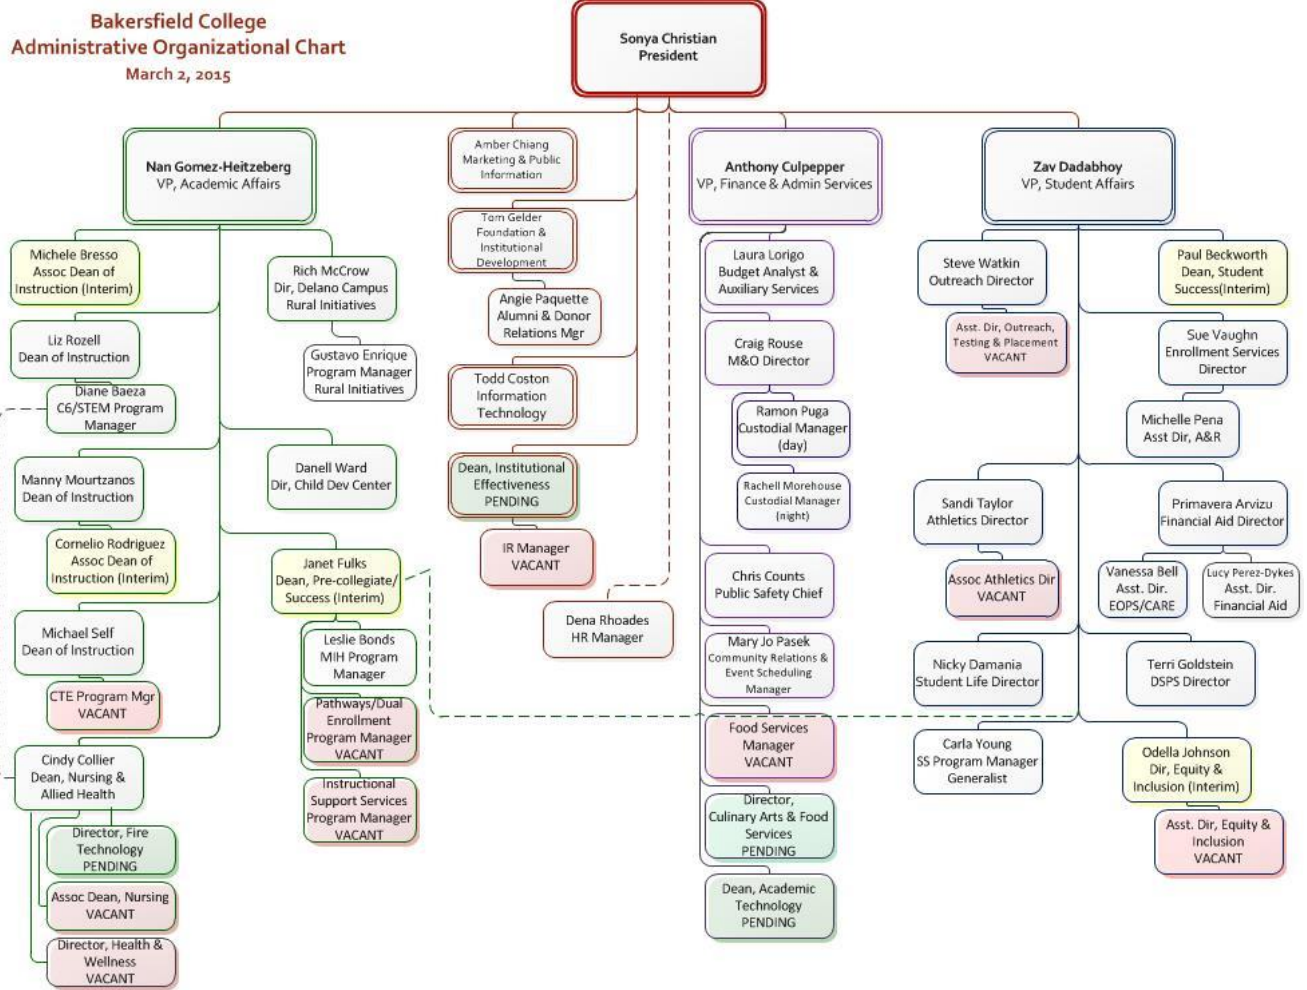 Bakersfield College
Administrative Organizational Chart
March 2, 2015
Sonya Christian
President
Nan Gomez-Heitzeberg
VP, Academic Affairs
Michele Bresso
Assoc Dean of
Instruction (Interim)
Liz Rozell
Dean of Instruction
Diane Baeza
C6/STEM Program
Manager
Manny Mourtzanos
Dean of Instruction
Cornelio Rodriguez
Assoc Dean of
Instruction (Interim)
Michael Self
Dean of Instruction
CTE Program Mgr
VACANT
Cindy Collier
Dean, Nursing &
Allied Health
Director, Fire
Technology
PENDING
Assoc Dean, Nursing
VACANT
Director, Health &
Wellness
VACANT
Rich McCrow
Dir, Delano Campus
Rural Initiatives
Gustavo Enrique
Program Manager
Rural Initiatives
Danell Ward
Dir, Child Dev Center
Janet Fulks
Dean, Pre-collegiate/
Success (Interim)
Leslie Bonds
MIH Program
Manager
Pathways/Dual
Enrollment
Program Manager
VACANT
Instructional
Support Services
Program Manager
VACANT
Amber Chiang
Marketing & Public
Information
Tom Gelder
Foundation &
Institutional
Development
Angie Paquette
Alumni & Donor
Relations Mgr
Todd Coston
Information
Technology
Dean, Institutional
Effectiveness
PENDING
IR Manager
VACANT
Dena Rhoades
HR Manager
Anthony Culpepper
VP, Finance & Admin Services
Laura Lorigo
Budget Analyst &
Auxiliary Services
Craig Rouse
M&O Director
Ramon Puga
Custodial Manager
(day)
Rachell Morehouse
Custodial Manager
(night)
Chris Counts
Public Safety Chief
Mary Jo Pasek
Community Relations &
Event Scheduling
Manager
Food Services
Manager
VACANT
Director,
Culinary Arts & Food
Services
PENDING
Dean, Academic
Technology
PENDING
Zav Dadabhoy
VP, Student Affairs
Steve Watkin
Outreach Director
Asst. Dir, Outreach,
Testing & Placement
VACANT
Paul Beckworth
Dean, Student
Success(Interim)
Sue Vaughn
Enrollment Services
Director
Michelle Pena
Asst Dir, A&R
Sandi Taylor
Athletics Director
Assoc Athletics Dir
VACANT
Primavera Arvizu
Financial Aid Director
Vanessa Bell
Asst. Dir.
EOPS/CARE
Lucy Perez-Dykes
Asst. Dir.
Financial Aid
Nicky Damania
Student Life Director
Terri Goldstein
DSPS Director
Carla Young
SS Program Manager
Generalist
Odella Johnson
Dir, Equity &
Inclusion (Interim)
Asst. Dir, Equity &
Inclusion
VACANT